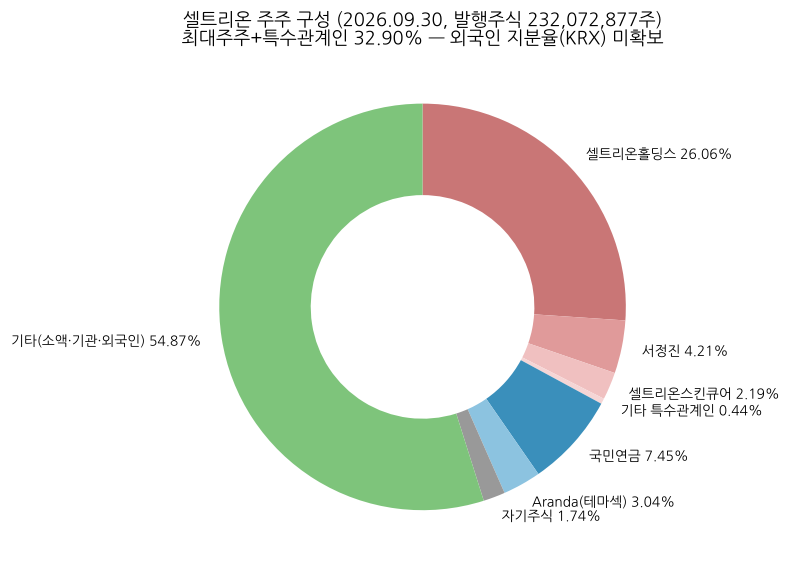 셀트리온 주주 구성 (2026.09.30, 발행주식 232,072,877주)
최대주주+특수관계인 32.90% — 외국인 지분율(KRX) 미확보
셀트리온홀딩스 26.06%
기타(소액·기관·외국인) 54.87%
서정진 4.21%
셀트리온스킨큐어 2.19%
기타 특수관계인 0.44%
국민연금 7.45%
Aranda(테마섹) 3.04%
자기주식 1.74%